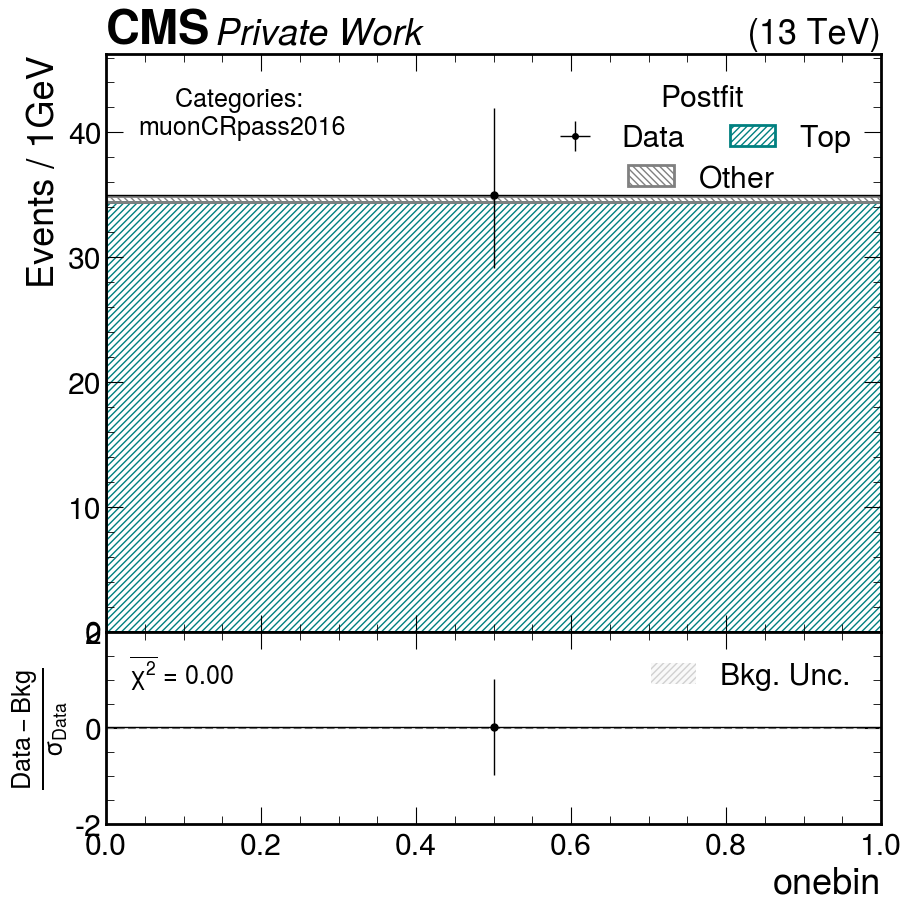 CMS Private Work (13 TeV)
Events / 1GeV
Categories:
muonCRpass2016
Postfit
Data
Top
Other
40
30
20
10
0
2
0
-2
Data – Bkg
σData
χ² = 0.00
Bkg. Unc.
0.0 0.2 0.4 0.6 0.8 1.0
onebin